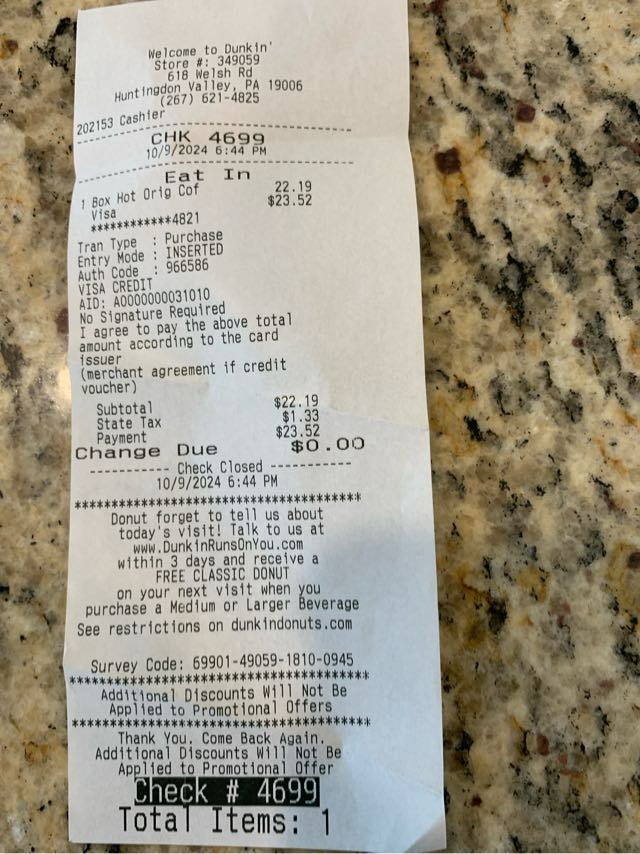 Welcome to Dunkin'
Store #: 349059
618 Welsh Rd
Huntingdon Valley, PA 19006
(267) 621-4825
202153 Cashier
CHK 4699
10/9/2024 6:44 PM
Eat In
1 Box Hot Orig Cof 22.19
Visa $23.52
************4821
Tran Type : Purchase
Entry Mode : INSERTED
Auth Code : 966586
VISA CREDIT
AID: A0000000031010
No Signature Required
I agree to pay the above total
amount according to the card
issuer
(merchant agreement if credit
voucher)
Subtotal $22.19
State Tax $1.33
Payment $23.52
Change Due $0.00
----------- Check Closed -----------
10/9/2024 6:44 PM
************************************
Donut forget to tell us about
today's visit! Talk to us at
www.DunkinRunsOnYou.com
within 3 days and receive a
FREE CLASSIC DONUT
on your next visit when you
purchase a Medium or Larger Beverage
See restrictions on dunkindonuts.com
Survey Code: 69901-49059-1810-0945
**************************************
Additional Discounts Will Not Be
Applied to Promotional Offers
**************************************
Thank You. Come Back Again.
Additional Discounts Will Not Be
Applied to Promotional Offer
Check # 4699
Total Items: 1